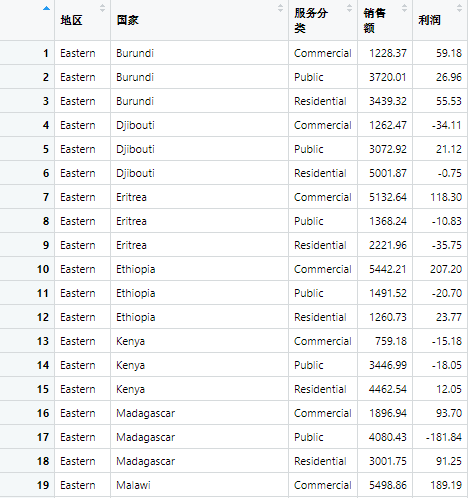 地区 国家 服务分类 销售额 利润
1 Eastern Burundi Commercial 1228.37 59.18
2 Eastern Burundi Public 3720.01 26.96
3 Eastern Burundi Residential 3439.32 55.53
4 Eastern Djibouti Commercial 1262.47 -34.11
5 Eastern Djibouti Public 3072.92 21.12
6 Eastern Djibouti Residential 5001.87 -0.75
7 Eastern Eritrea Commercial 5132.64 118.30
8 Eastern Eritrea Public 1368.24 -10.83
9 Eastern Eritrea Residential 2221.96 -35.75
10 Eastern Ethiopia Commercial 5442.21 207.20
11 Eastern Ethiopia Public 1491.52 -20.70
12 Eastern Ethiopia Residential 1260.73 23.77
13 Eastern Kenya Commercial 759.18 -15.18
14 Eastern Kenya Public 3446.99 -18.05
15 Eastern Kenya Residential 4462.54 12.05
16 Eastern Madagascar Commercial 1896.94 93.70
17 Eastern Madagascar Public 4080.43 -181.84
18 Eastern Madagascar Residential 3001.75 91.25
19 Eastern Malawi Commercial 5498.86 189.19